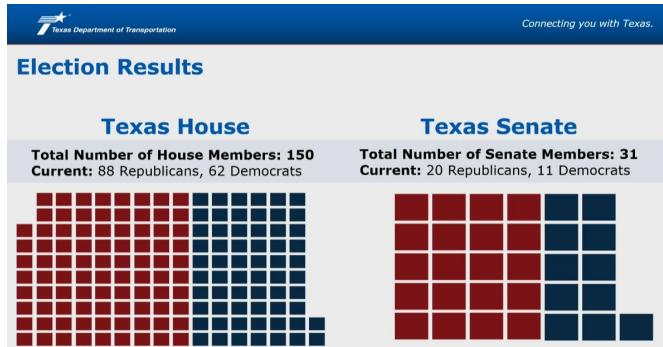 Texas Department of Transportation
Connecting you with Texas.
Election Results
Texas House
Total Number of House Members: 150
Current: 88 Republicans, 62 Democrats
Texas Senate
Total Number of Senate Members: 31
Current: 20 Republicans, 11 Democrats